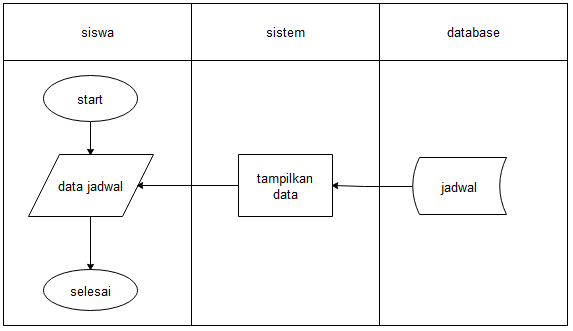 siswa
sistem
database
start
data jadwal
tampilkan
data
jadwal
selesai